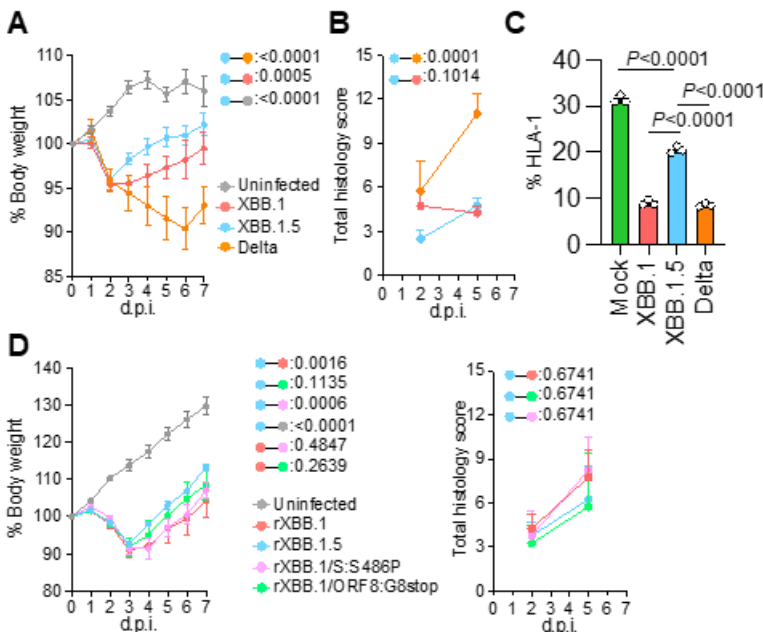 A
% Body weight
110
105
100
95
90
85
0 1 2 3 4 5 6 7
d.p.i.
:<0.0001
:0.0005
:<0.0001
Uninfected
XBB.1
XBB.1.5
Delta
B
Total histology score
15
12
9
6
3
0
0 1 2 3 4 5 6 7
d.p.i.
:0.0001
:0.1014
C
% HLA-1
40
30
20
10
0
P<0.0001
P<0.0001
P<0.0001
Mock
XBB.1
XBB.1.5
Delta
D
% Body weight
140
130
120
110
100
90
80
0 1 2 3 4 5 6 7
d.p.i.
:0.0016
:0.1135
:0.0006
:<0.0001
:0.4847
:0.2639
Uninfected
rXBB.1
rXBB.1.5
rXBB.1/S:S486P
rXBB.1/ORF8:G8stop
Total histology score
15
12
9
6
3
0
0 1 2 3 4 5 6 7
d.p.i.
:0.6741
:0.6741
:0.6741